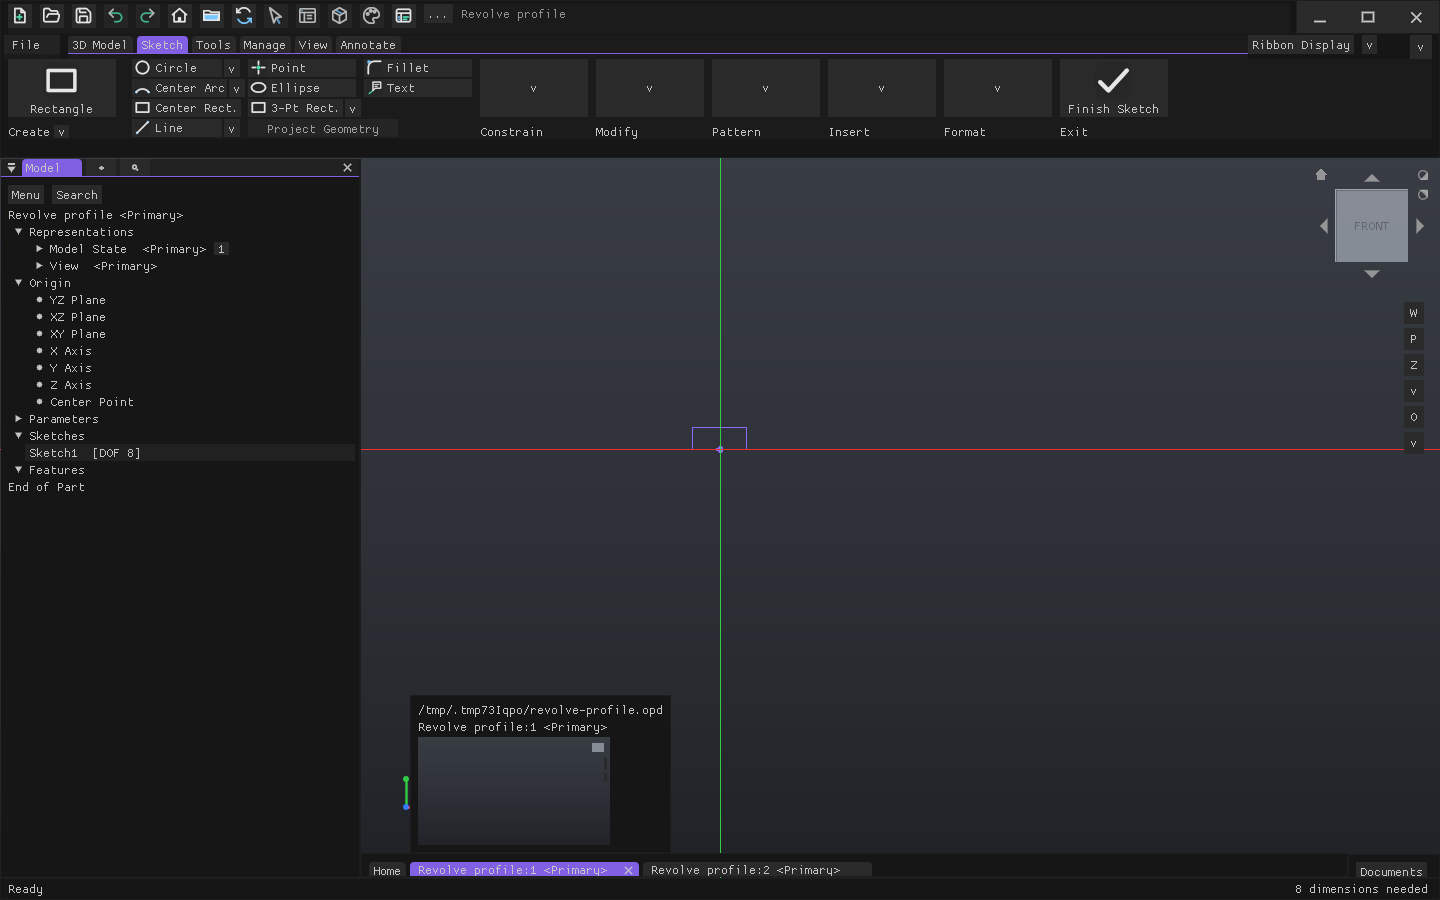 ... Revolve profile
File 3D Model Sketch Tools Manage View Annotate Ribbon Display v v
Rectangle
Create v
Circle v Point Fillet
Center Arc v Ellipse Text
Center Rect. 3-Pt Rect. v
Line v Project Geometry
v v v v v
Finish Sketch
Constrain Modify Pattern Insert Format Exit
Model
Menu Search
Revolve profile <Primary>
Representations
Model State <Primary> 1
View <Primary>
Origin
YZ Plane
XZ Plane
XY Plane
X Axis
Y Axis
Z Axis
Center Point
Parameters
Sketches
Sketch1 [DOF 8]
Features
End of Part
FRONT
W
P
Z
v
O
v
/tmp/.tmp73Iqpo/revolve-profile.opd
Revolve profile:1 <Primary>
Home Revolve profile:1 <Primary> Revolve profile:2 <Primary> Documents
Ready 8 dimensions needed